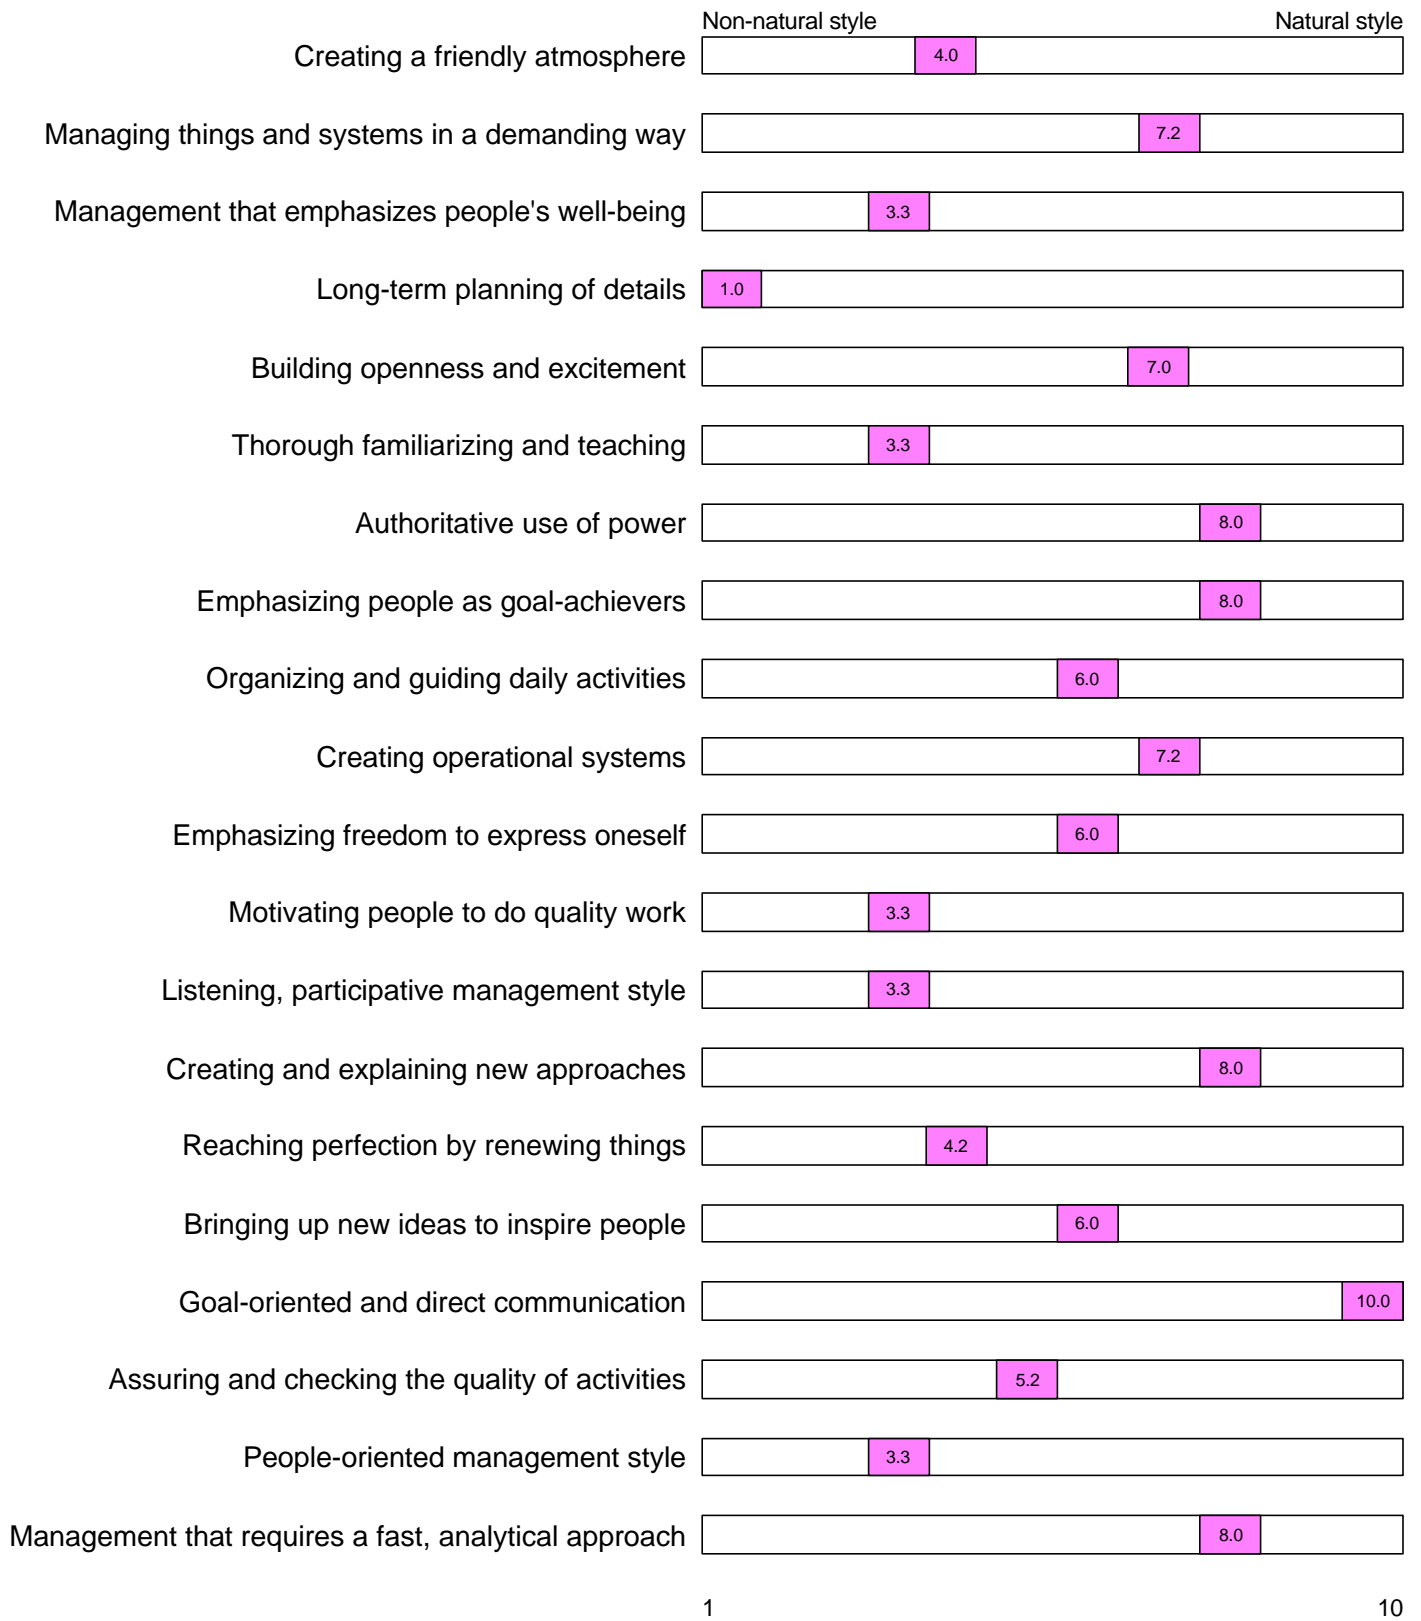 Non-natural style Natural style
Creating a friendly atmosphere 4.0
Managing things and systems in a demanding way 7.2
Management that emphasizes people's well-being 3.3
Long-term planning of details 1.0
Building openness and excitement 7.0
Thorough familiarizing and teaching 3.3
Authoritative use of power 8.0
Emphasizing people as goal-achievers 8.0
Organizing and guiding daily activities 6.0
Creating operational systems 7.2
Emphasizing freedom to express oneself 6.0
Motivating people to do quality work 3.3
Listening, participative management style 3.3
Creating and explaining new approaches 8.0
Reaching perfection by renewing things 4.2
Bringing up new ideas to inspire people 6.0
Goal-oriented and direct communication 10.0
Assuring and checking the quality of activities 5.2
People-oriented management style 3.3
Management that requires a fast, analytical approach 8.0
1 10